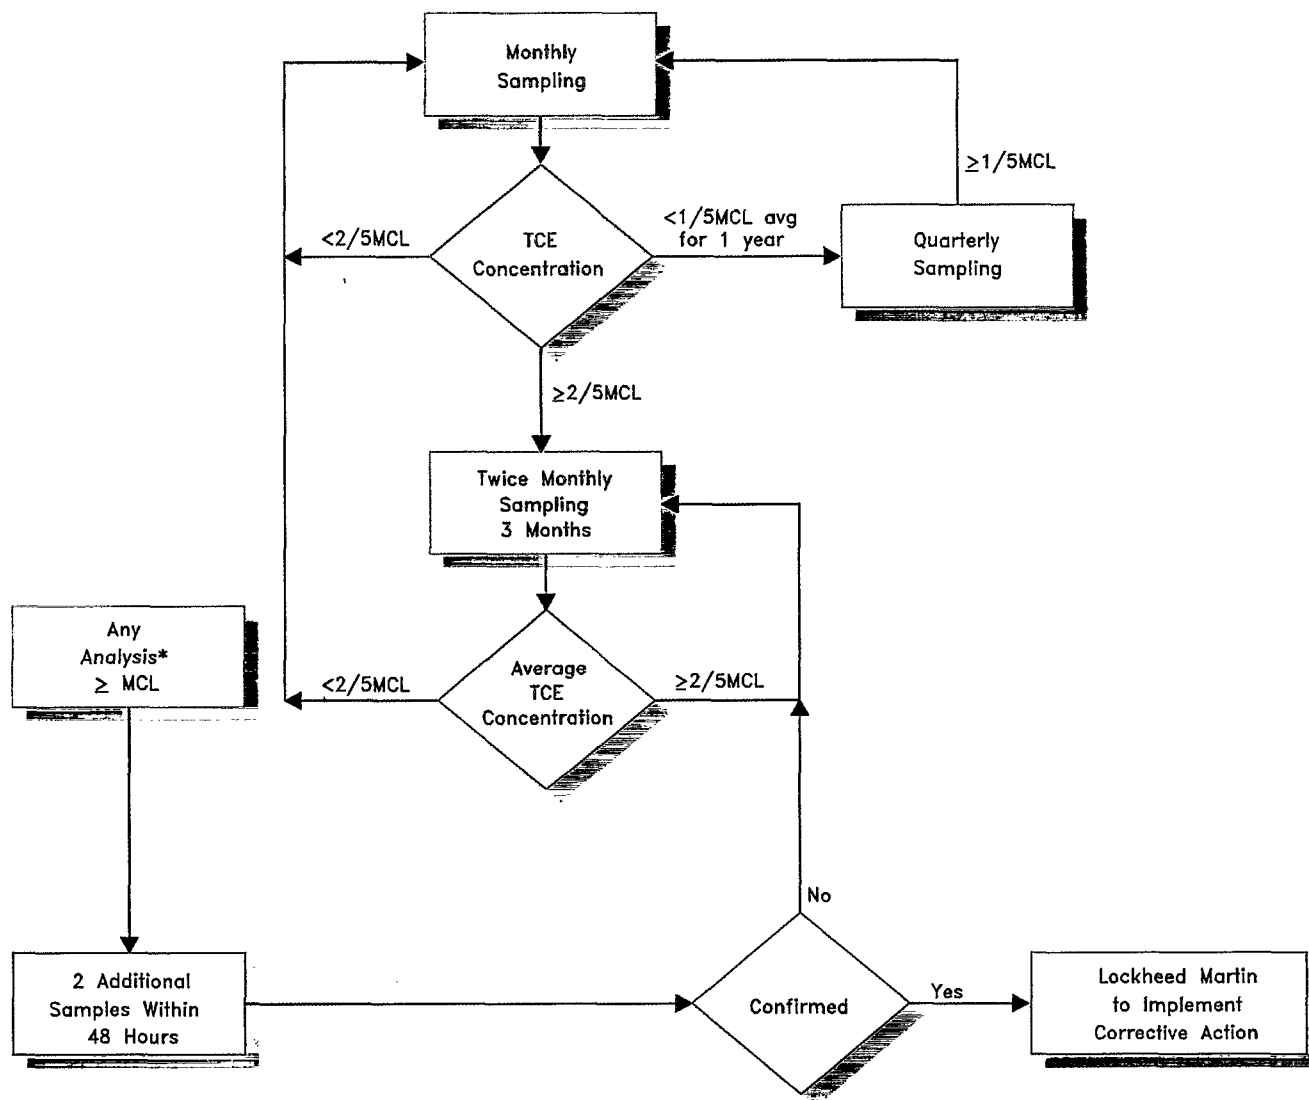 Monthly
Sampling
≥1/5MCL
<1/5MCL avg
for 1 year
<2/5MCL
TCE
Concentration
Quarterly
Sampling
≥2/5MCL
Twice Monthly
Sampling
3 Months
Any
Analysis*
≥ MCL
<2/5MCL
Average
TCE
Concentration
≥2/5MCL
No
2 Additional
Samples Within
48 Hours
Confirmed
Yes
Lockheed Martin
to Implement
Corrective Action